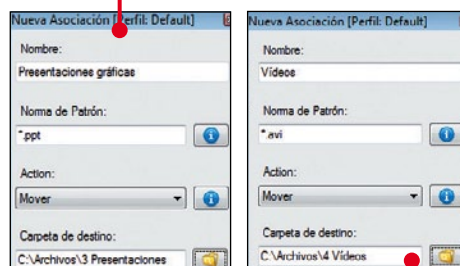 Nueva Asociación [Perfil: Default]
Nombre:
Presentaciones gráficas
Norma de Patrón:
*.ppt
Action:
Mover
Carpeta de destino:
C:\Archivos\3 Presentaciones
Nueva Asociación [Perfil: Default]
Nombre:
Vídeos
Norma de Patrón:
*.avi
Action:
Mover
Carpeta de destino:
C:\Archivos\4 Vídeos